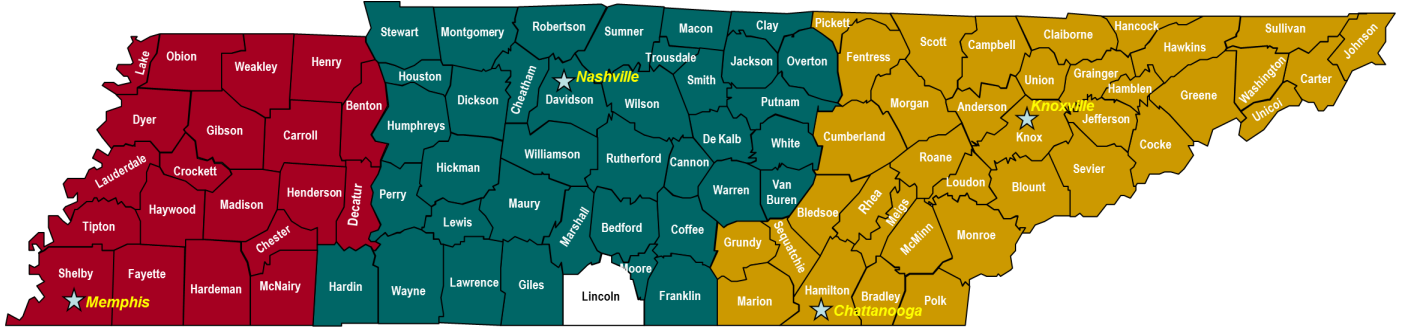 Lake
Obion
Weakley
Henry
Benton
Dyer
Gibson
Carroll
Lauderdale
Crockett
Haywood
Madison
Henderson
Decatur
Tipton
Chester
Shelby
Memphis
Fayette
Hardeman
McNairy
Stewart
Montgomery
Robertson
Sumner
Macon
Clay
Trousdale
Jackson
Overton
Houston
Dickson
Cheatham
Nashville
Davidson
Wilson
Smith
Putnam
Humphreys
Hickman
Williamson
Rutherford
De Kalb
Cannon
White
Warren
Van
Buren
Perry
Lewis
Maury
Marshall
Bedford
Coffee
Moore
Hardin
Wayne
Lawrence
Giles
Lincoln
Franklin
Pickett
Fentress
Scott
Campbell
Claiborne
Hancock
Hawkins
Sullivan
Johnson
Union
Grainger
Hamblen
Greene
Washington
Carter
Unicoi
Morgan
Anderson
Knoxville
Knox
Jefferson
Cocke
Cumberland
Roane
Loudon
Blount
Sevier
Bledsoe
Rhea
Meigs
McMinn
Monroe
Grundy
Sequatchie
Marion
Hamilton
Chattanooga
Bradley
Polk